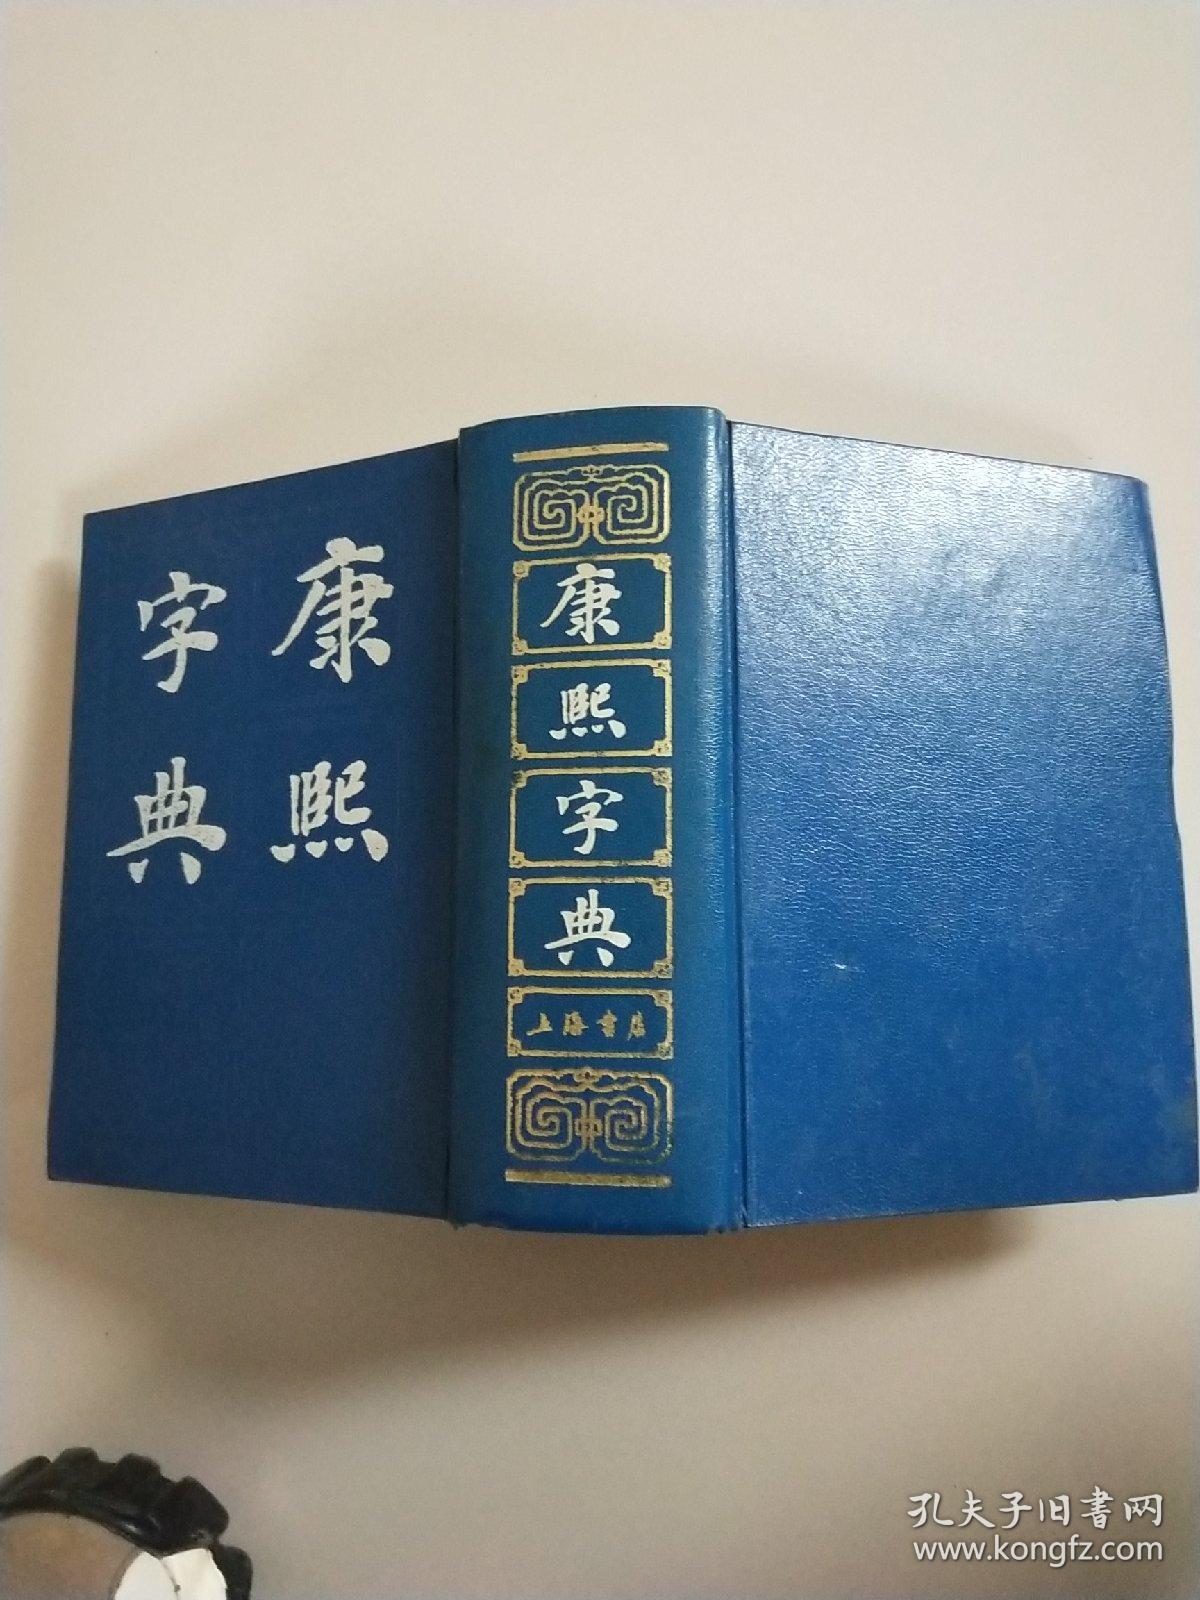 康熙
字典
康
熙
字
典
上海书店
孔夫子旧书网
www.kongfz.com